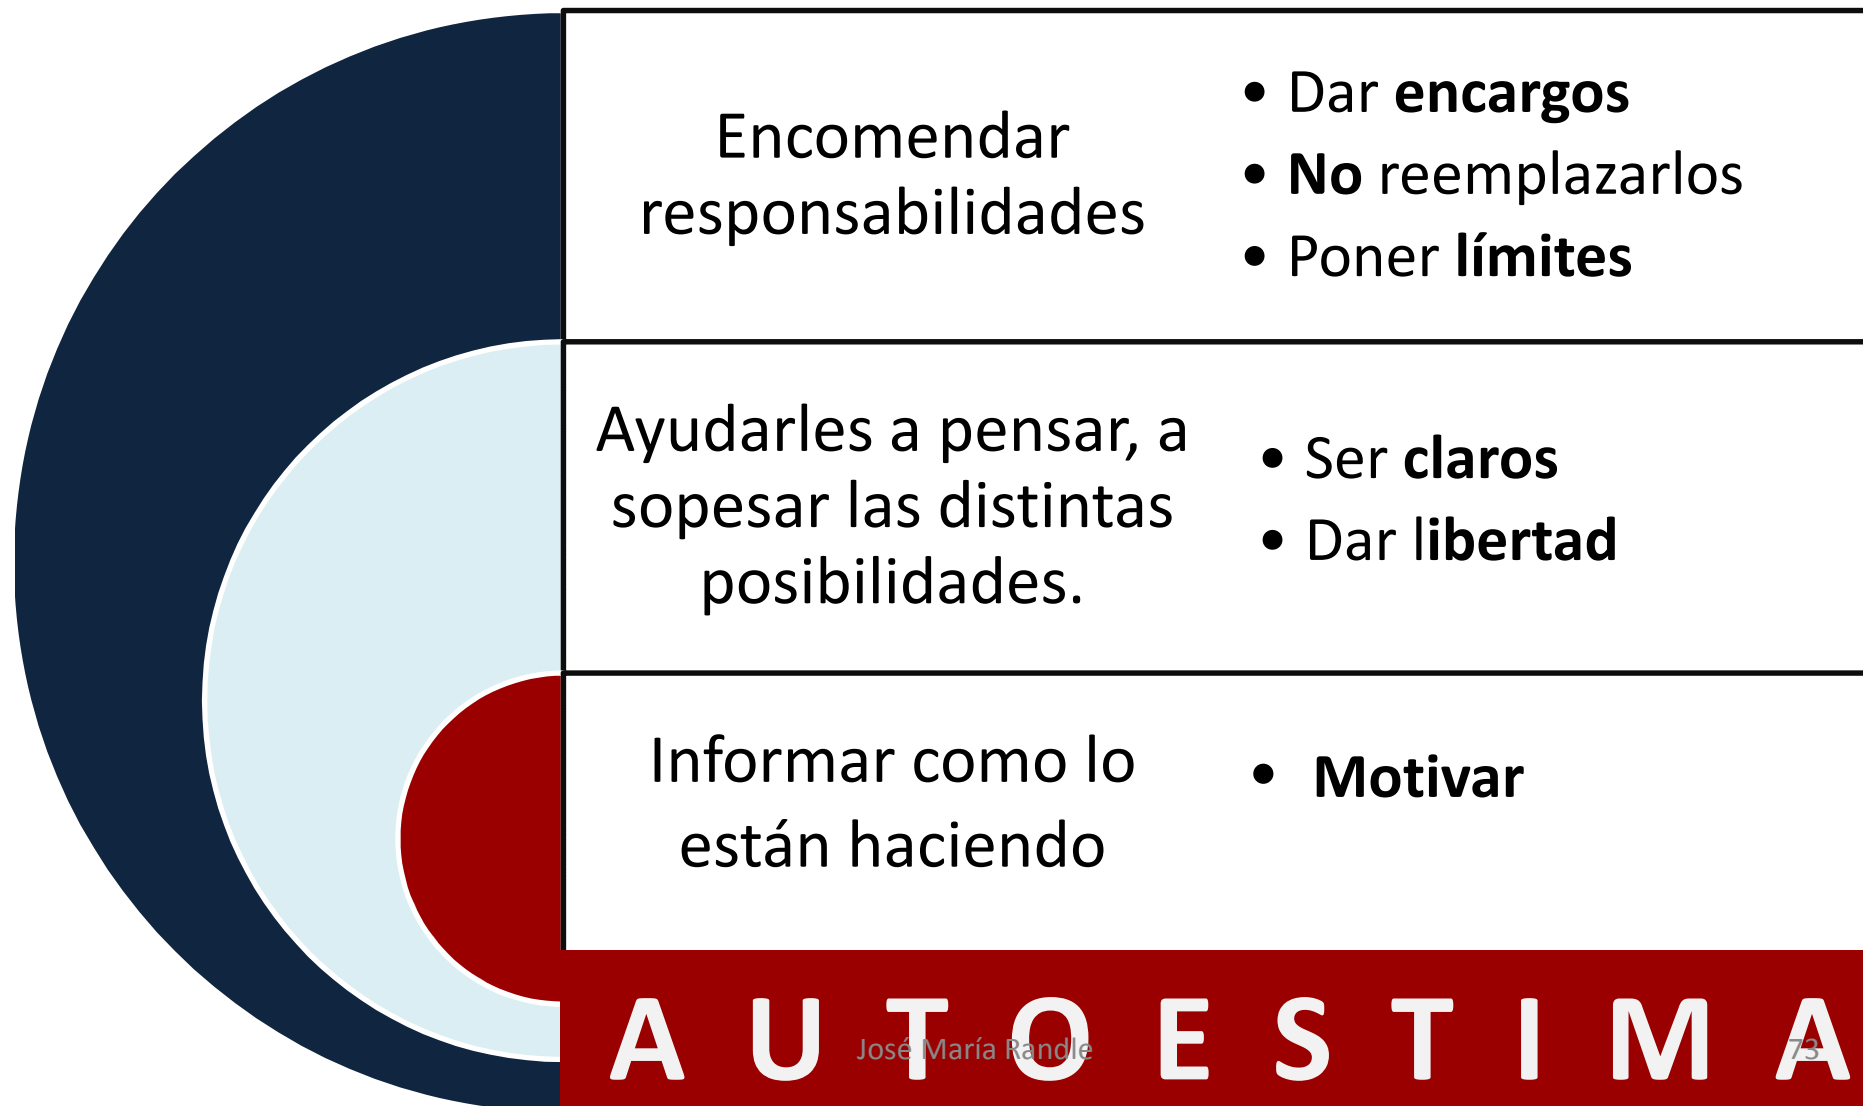 Encomendar
responsabilidades
• Dar encargos
• No reemplazarlos
• Poner límites
Ayudarles a pensar, a
sopesar las distintas
posibilidades.
• Ser claros
• Dar libertad
Informar como lo
están haciendo
• Motivar
A U T O E S T I M A
José María Randle
73